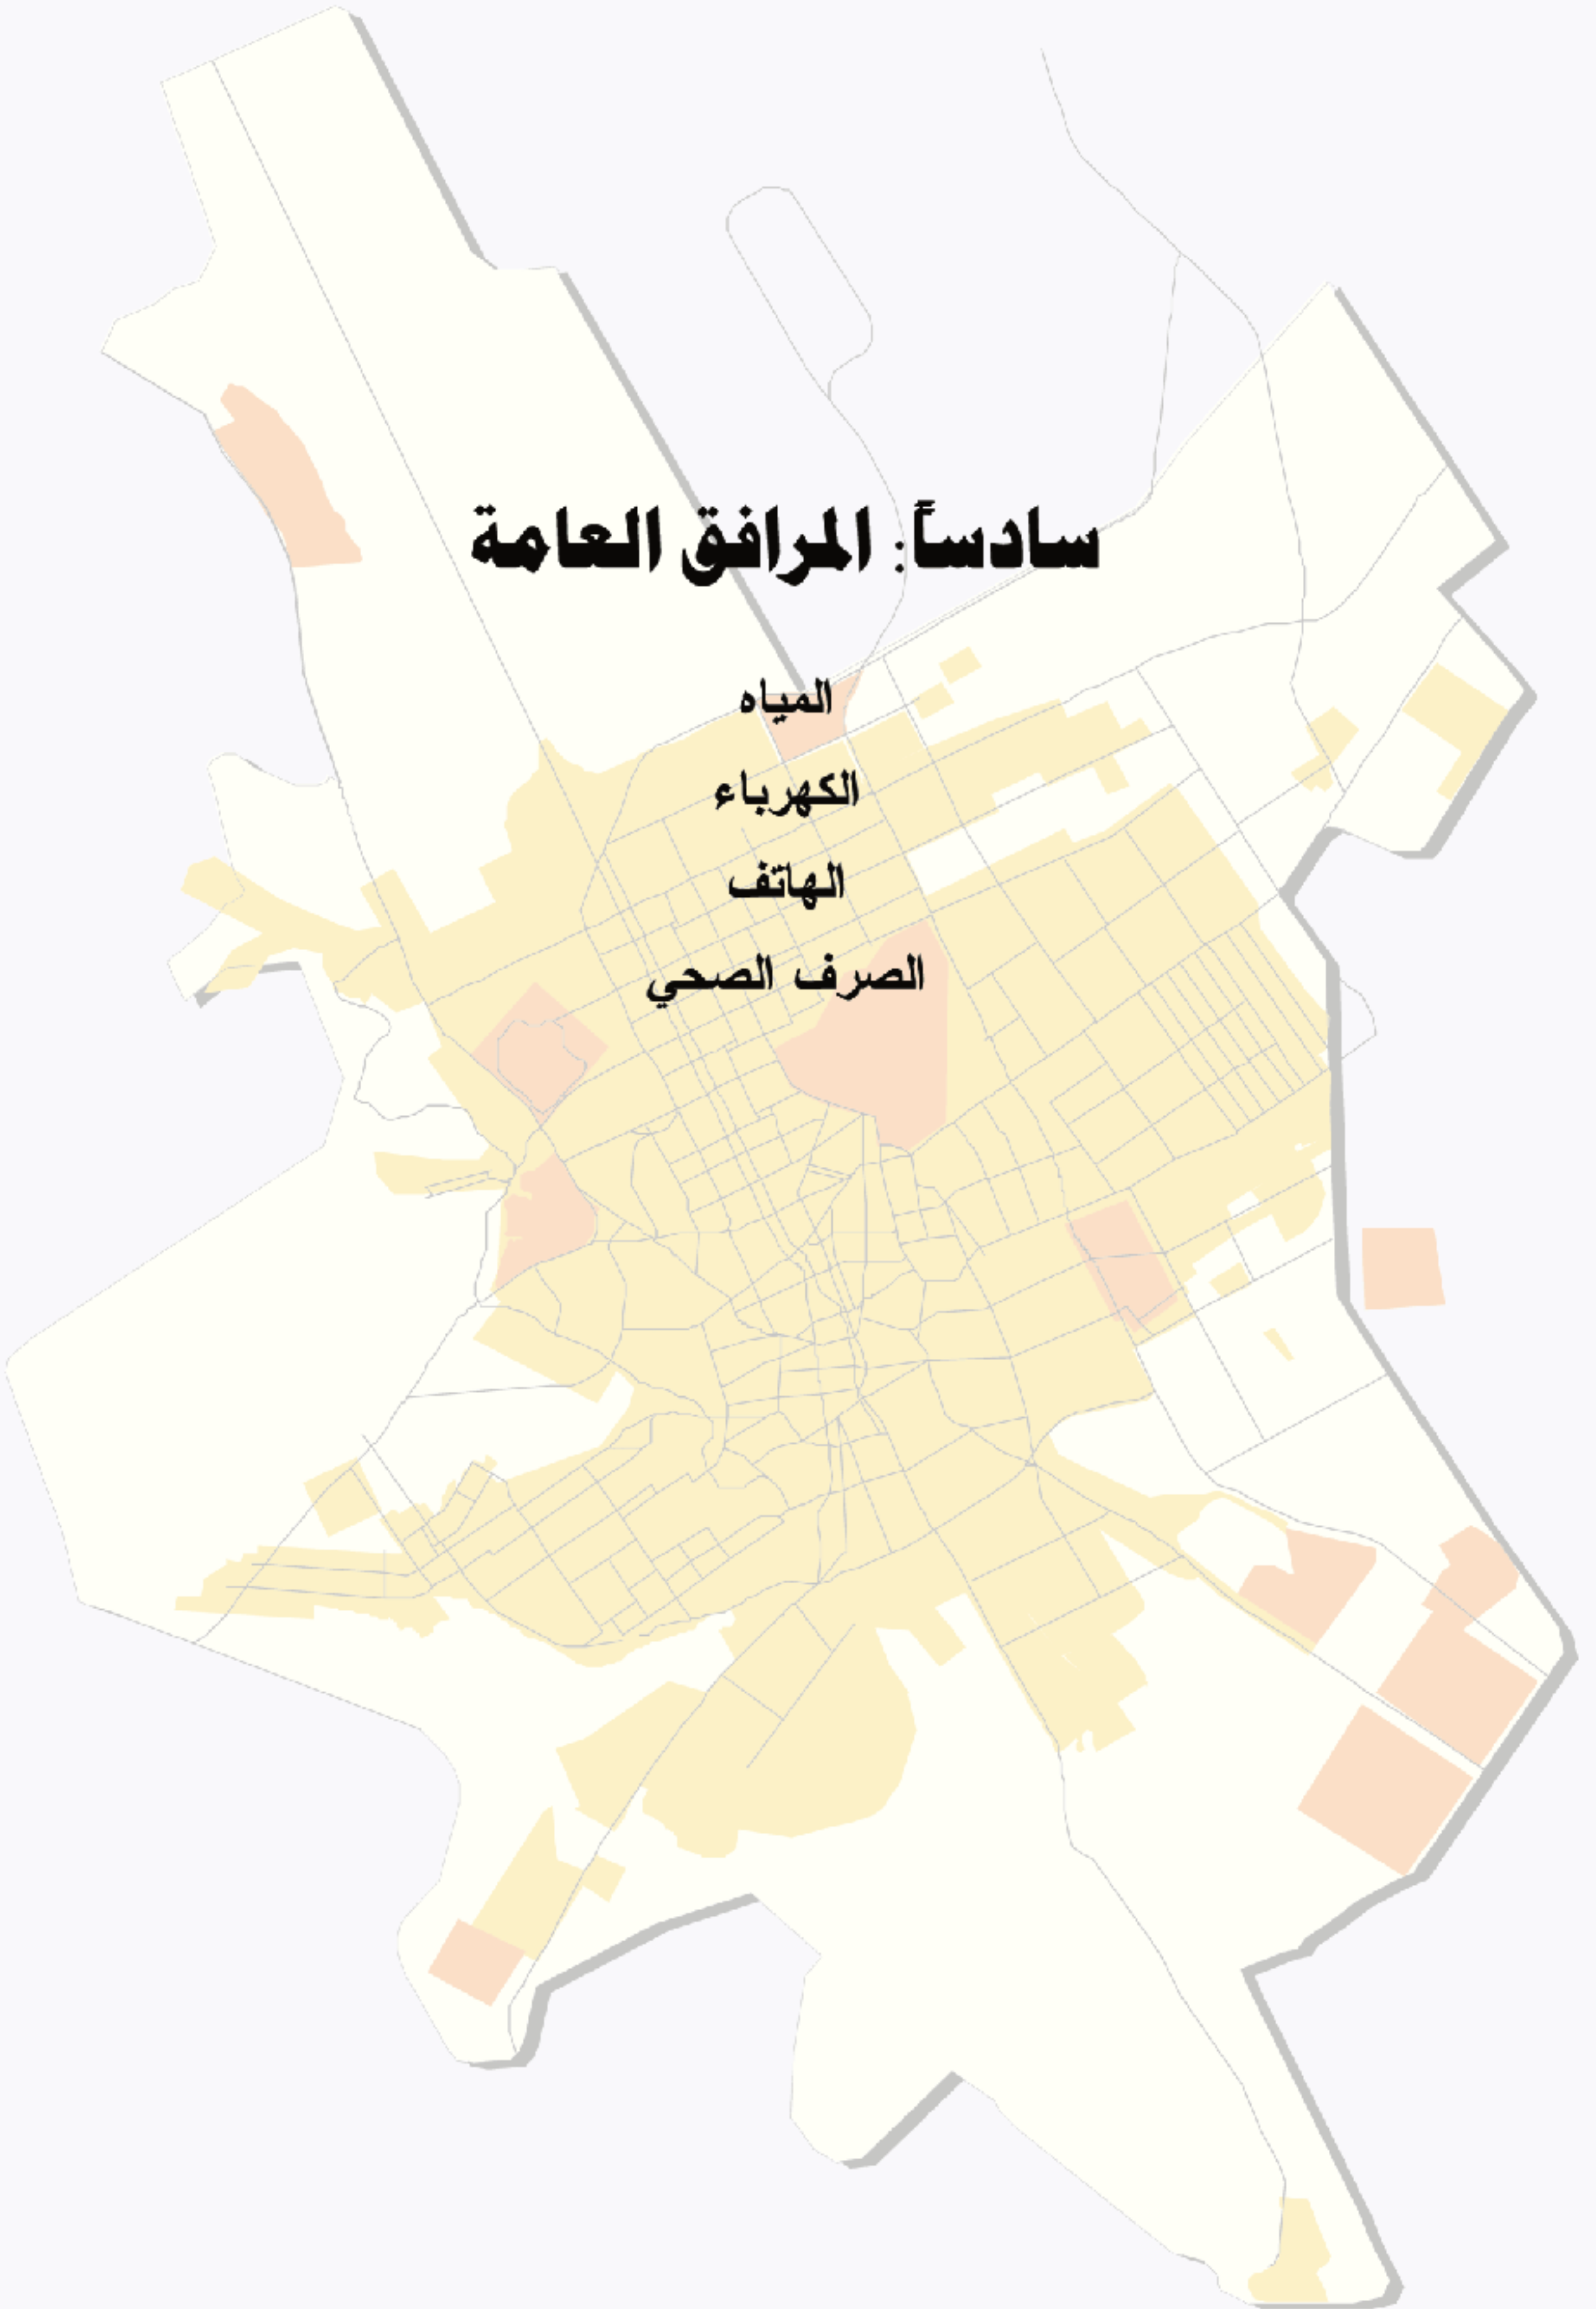 سادساً: المرافق العامة
المياه
الكهرباء
الهاتف
الصرف الصحي